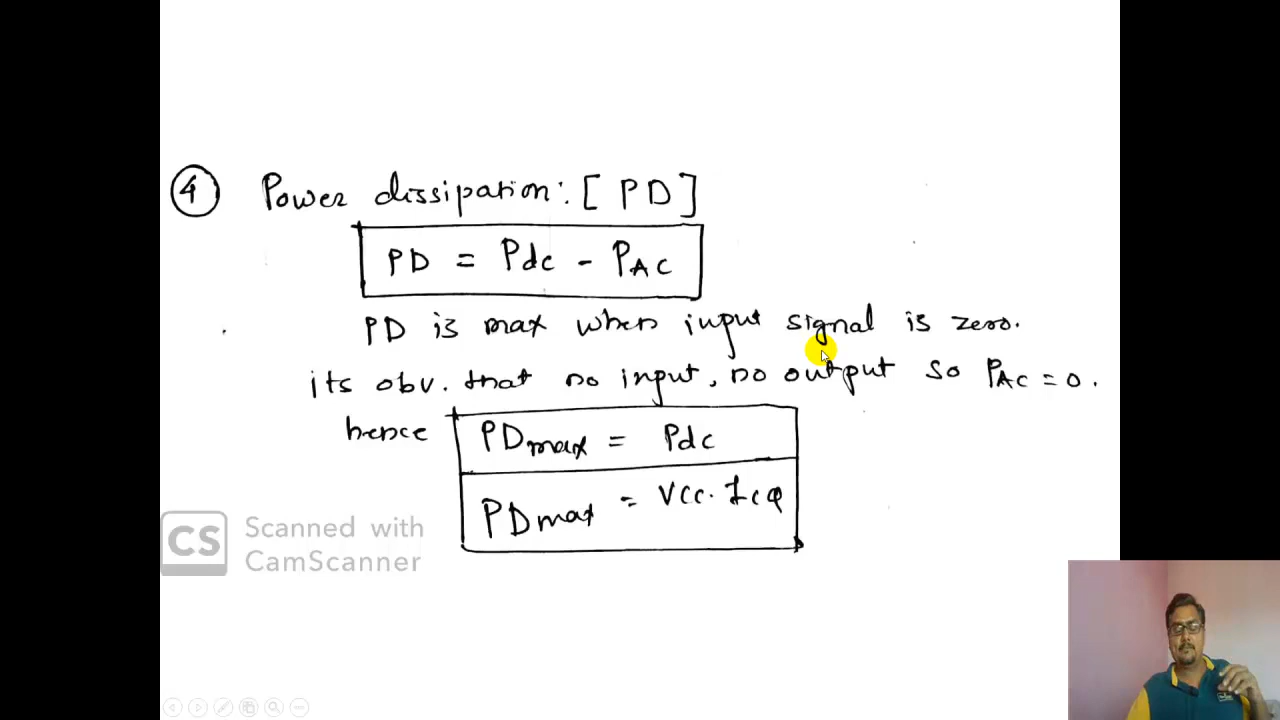 4 Power dissipation: [PD]
PD = Pdc - PAC
PD is max when input signal is zero.
its obv. that no input, no output so PAC = 0.
hence PDmax = Pdc
PDmax = Vcc. IcQ
CS Scanned with
CamScanner